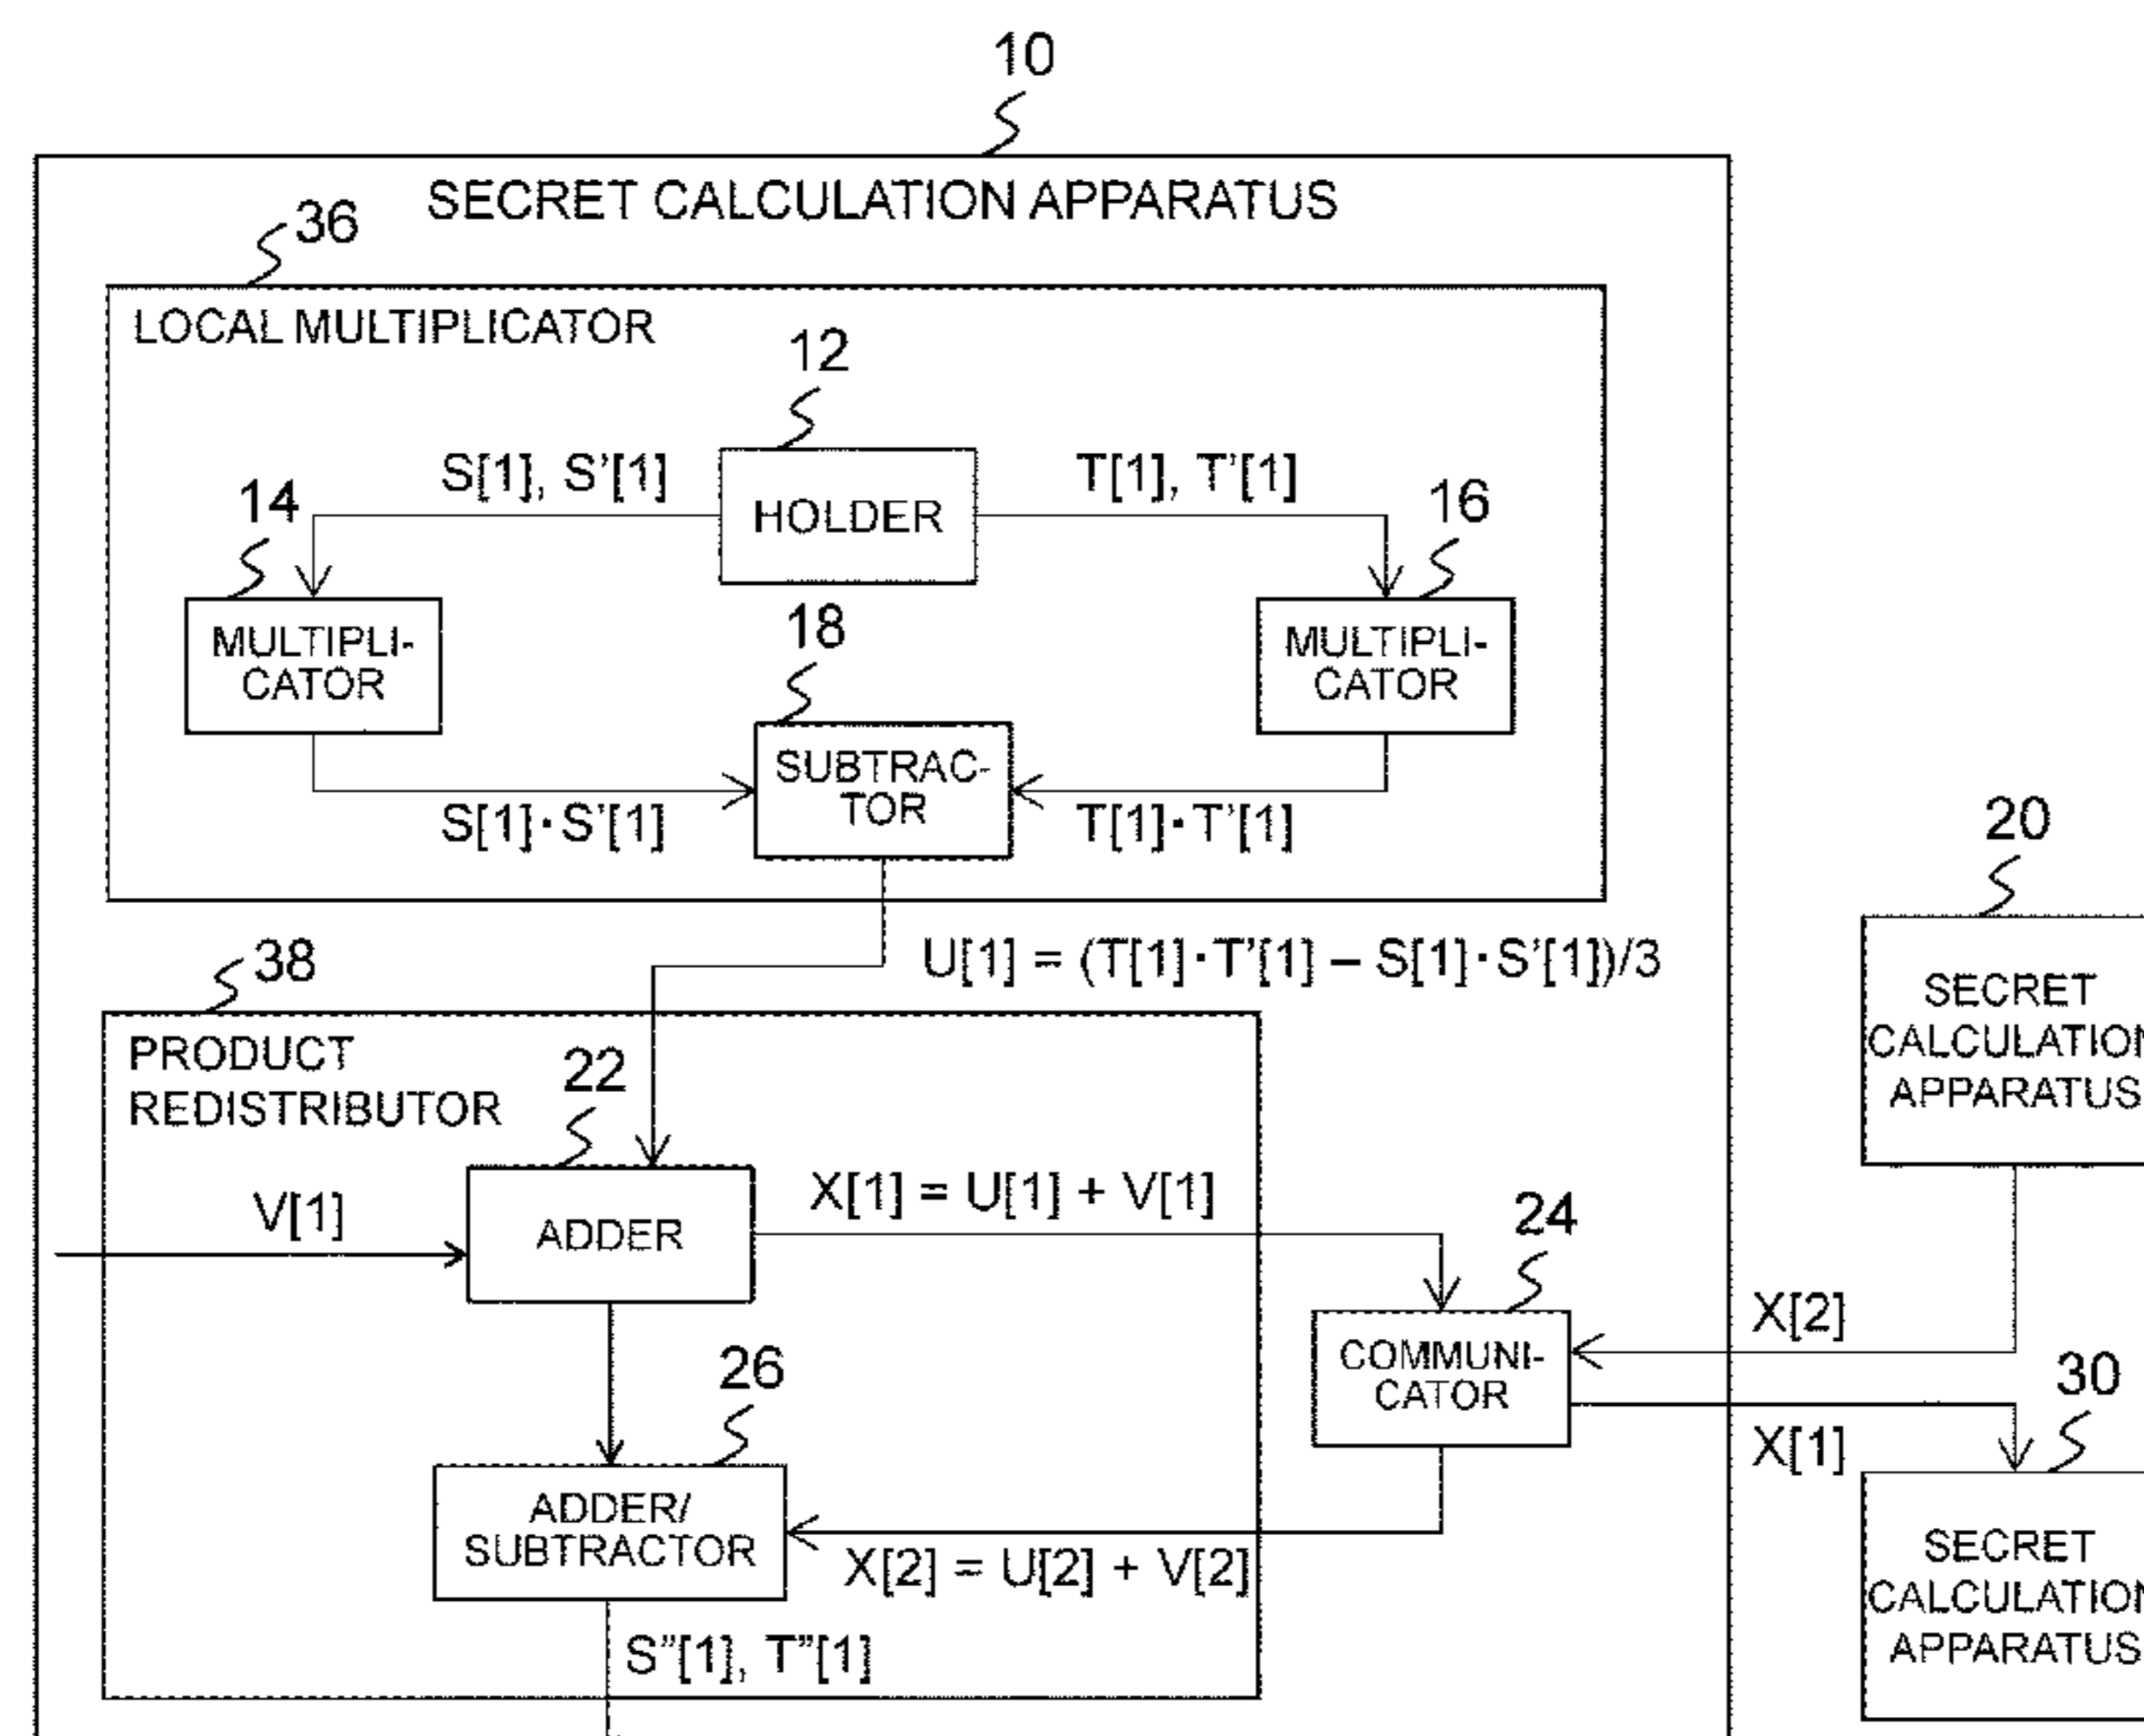 10
SECRET CALCULATION APPARATUS
36
LOCAL MULTIPLICATOR
12
S[1], S'[1]
HOLDER
T[1], T'[1]
14
16
MULTIPLI-
CATOR
18
MULTIPLI-
CATOR
SUBTRAC-
TOR
S[1]·S'[1]
T[1]·T'[1]
20
SECRET
CALCULATION
APPARATUS
U[1] = (T[1]·T'[1] – S[1]·S'[1])/3
38
PRODUCT
REDISTRIBUTOR
22
V[1]
ADDER
X[1] = U[1] + V[1]
24
COMMUNI-
CATOR
X[2]
30
X[1]
26
ADDER/
SUBTRACTOR
X[2] = U[2] + V[2]
SECRET
CALCULATION
APPARATUS
S”[1], T”[1]